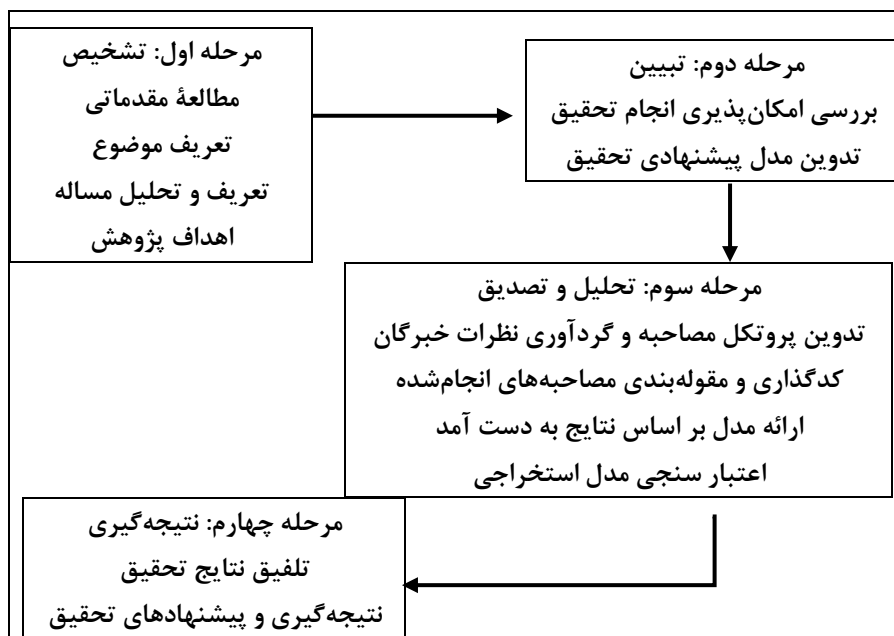 مرحله اول: تشخیص
مطالعهٔ مقدماتی
تعریف موضوع
تعریف و تحلیل مساله
اهداف پژوهش
مرحله دوم: تبیین
بررسی امکان‌پذیری انجام تحقیق
تدوین مدل پیشنهادی تحقیق
مرحله سوم: تحلیل و تصدیق
تدوین پروتکل مصاحبه و گردآوری نظرات خبرگان
کدگذاری و مقوله‌بندی مصاحبه‌های انجام‌شده
ارائه مدل بر اساس نتایج به دست آمد
اعتبار سنجی مدل استخراجی
مرحله چهارم: نتیجه‌گیری
تلفیق نتایج تحقیق
نتیجه‌گیری و پیشنهادهای تحقیق